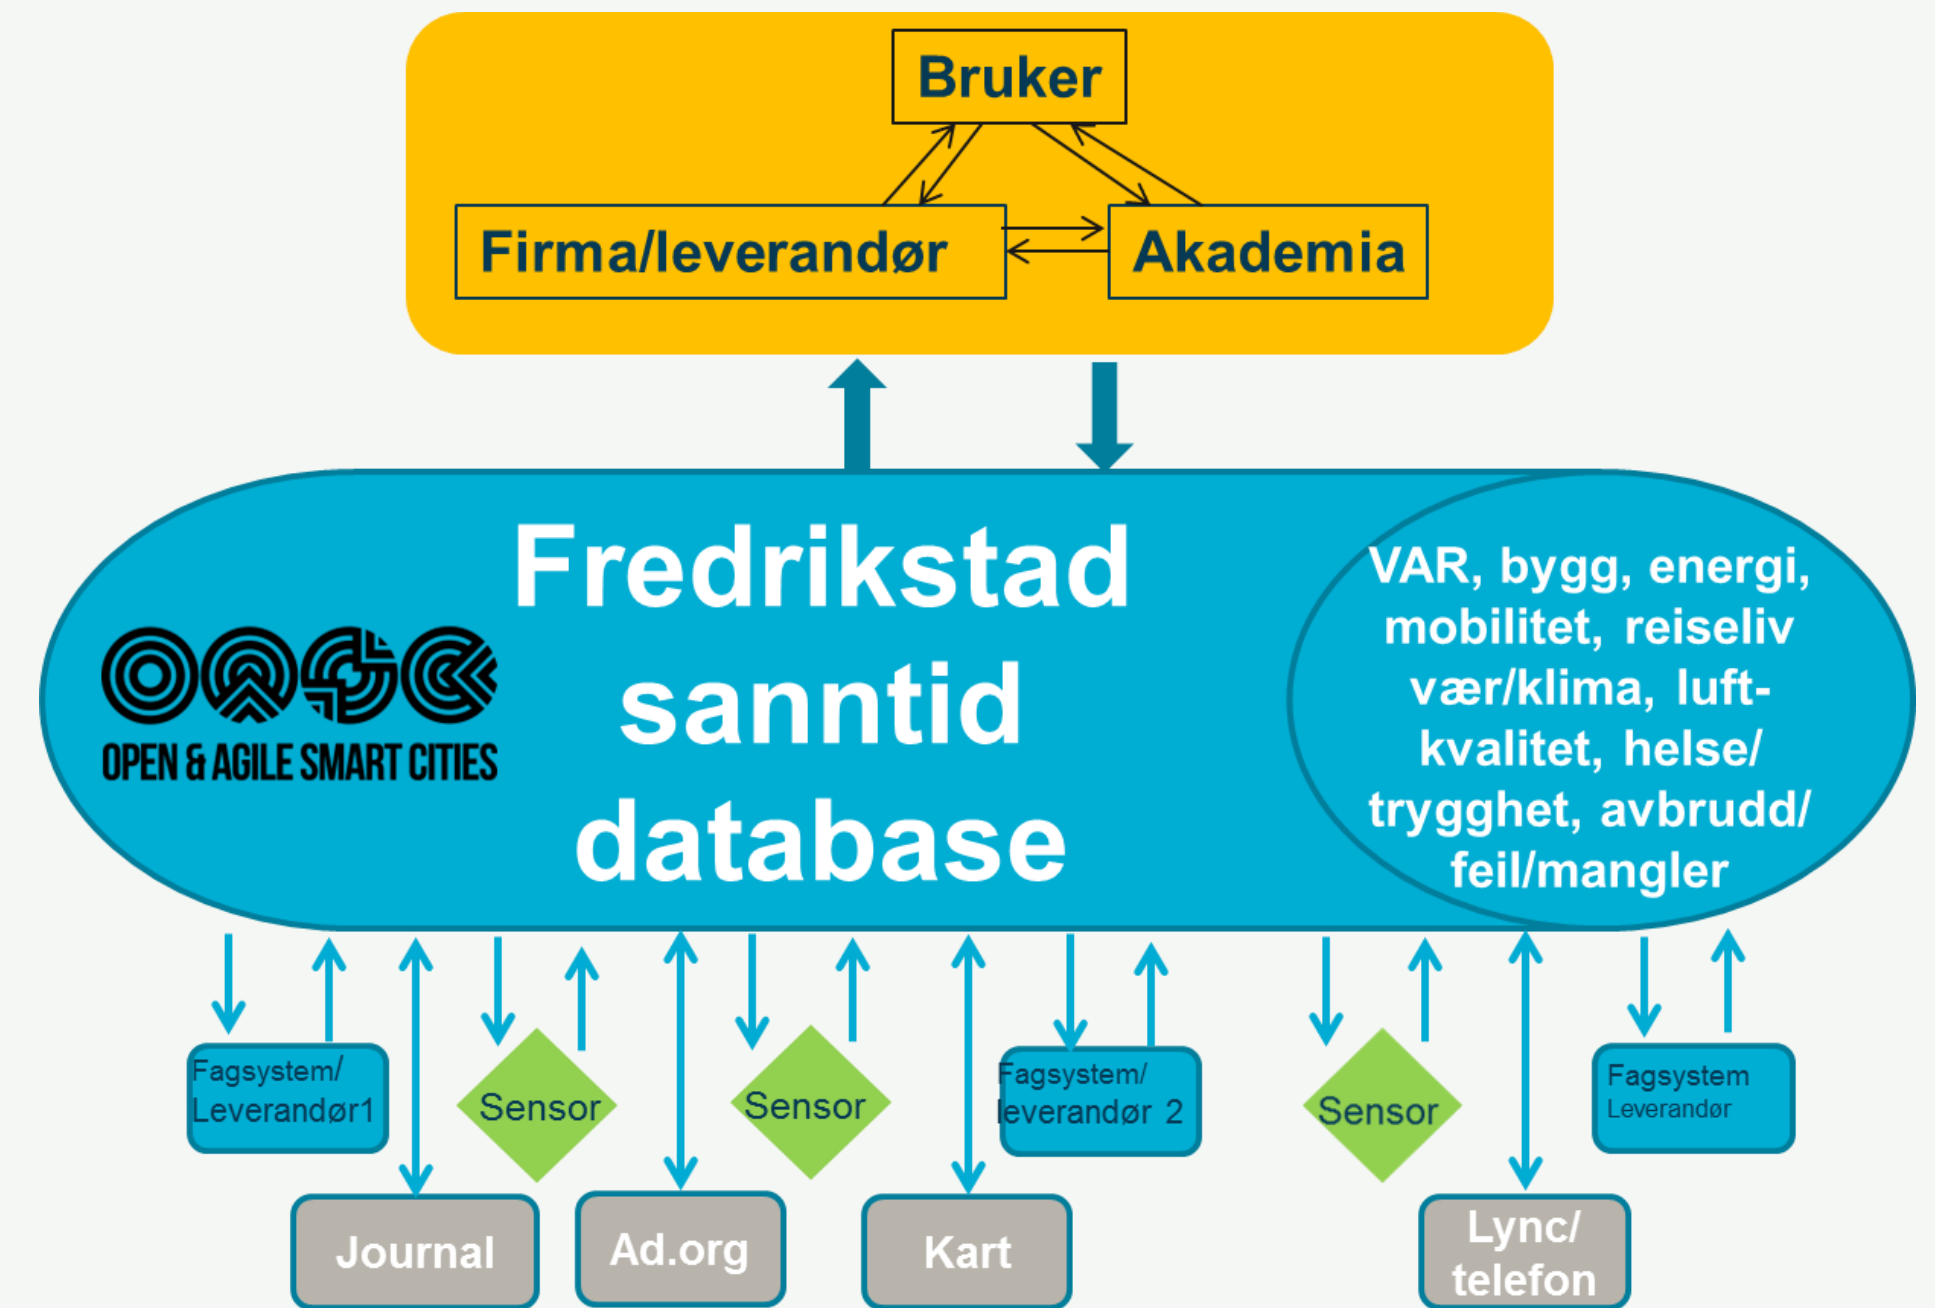 Bruker
Firma/leverandør
Akademia
Fredrikstad
sanntid
database
OPEN & AGILE SMART CITIES
VAR, bygg, energi,
mobilitet, reiseliv
vær/klima, luft-
kvalitet, helse/
trygghet, avbrudd/
feil/mangler
Fagsystem/
Leverandør1
Sensor
Sensor
Fagsystem/
leverandør 2
Sensor
Fagsystem
Leverandør
Journal
Ad.org
Kart
Lync/
telefon